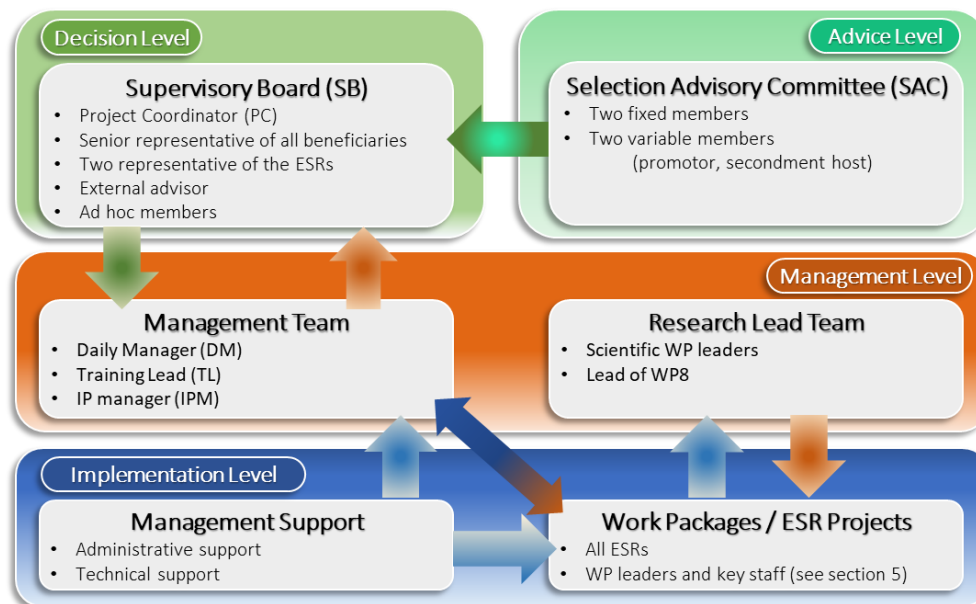 Decision Level
Supervisory Board (SB)
• Project Coordinator (PC)
• Senior representative of all beneficiaries
• Two representative of the ESRs
• External advisor
• Ad hoc members
Advice Level
Selection Advisory Committee (SAC)
• Two fixed members
• Two variable members
(promotor, secondment host)
Management Level
Management Team
• Daily Manager (DM)
• Training Lead (TL)
• IP manager (IPM)
Research Lead Team
• Scientific WP leaders
• Lead of WP8
Implementation Level
Management Support
• Administrative support
• Technical support
Work Packages / ESR Projects
• All ESRs
• WP leaders and key staff (see section 5)